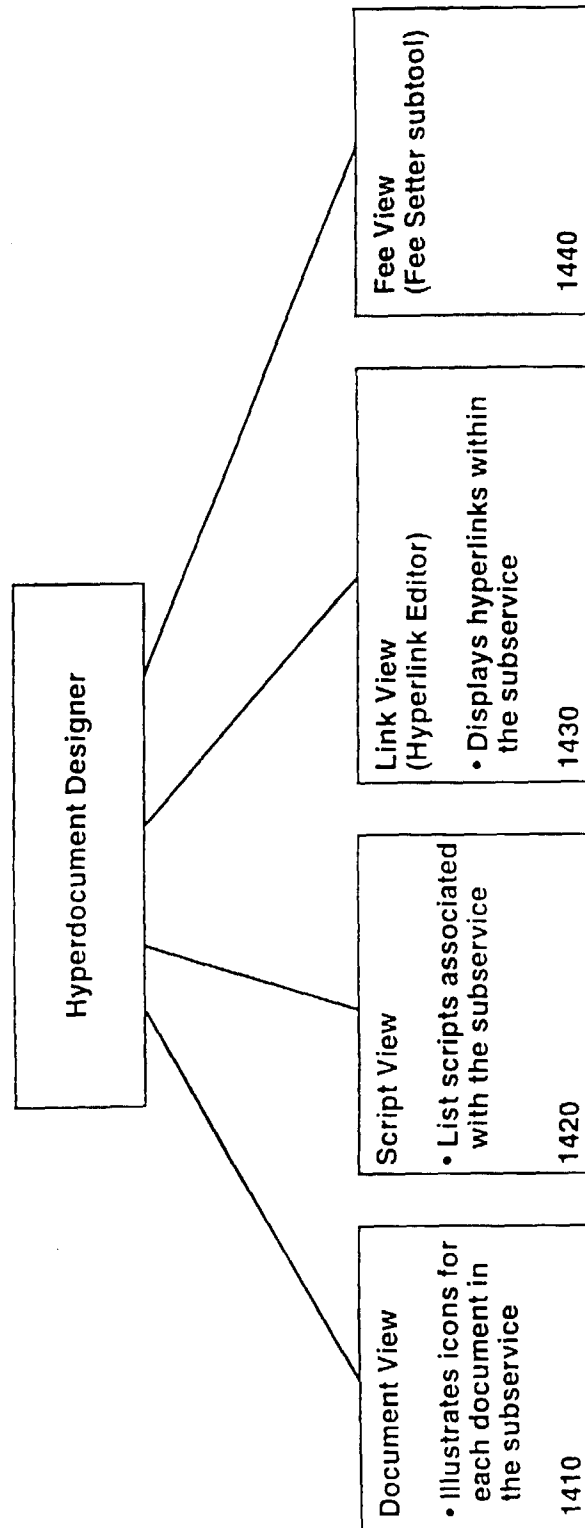 Hyperdocument Designer
Document View
• Illustrates icons for
each document in
the subservice
1410
Script View
• List scripts associated
with the subservice
1420
Link View
(Hyperlink Editor)
• Displays hyperlinks within
the subservice
1430
Fee View
(Fee Setter subtool)
1440